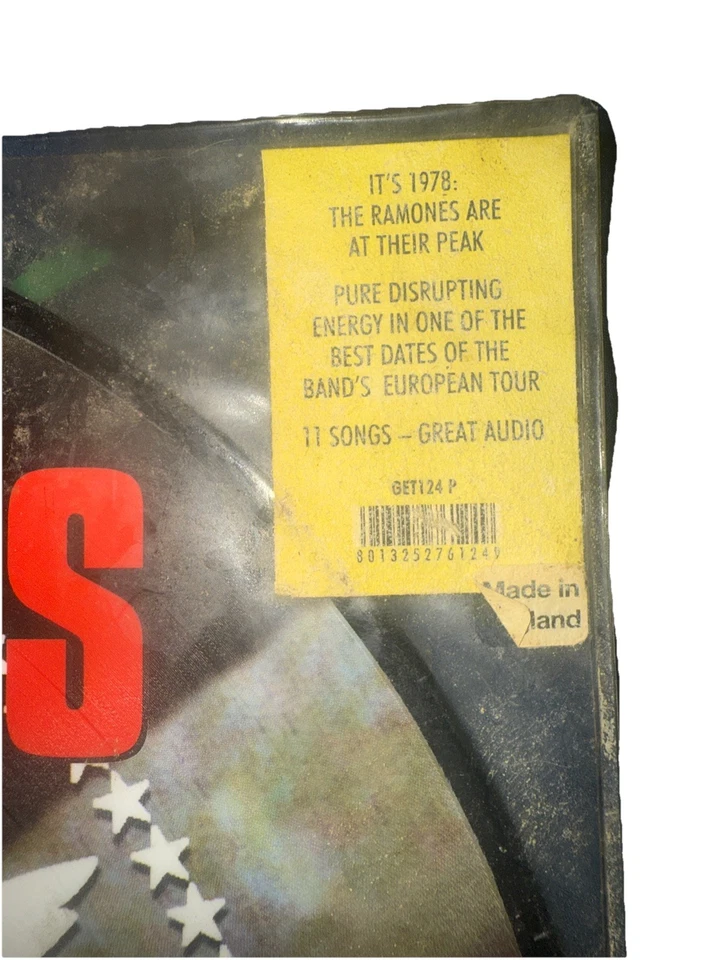 IT'S 1978:
THE RAMONES ARE
AT THEIR PEAK
PURE DISRUPTING
ENERGY IN ONE OF THE
BEST DATES OF THE
BAND'S EUROPEAN TOUR
11 SONGS – GREAT AUDIO
GET124 P
8013252761249
Made in
land
S